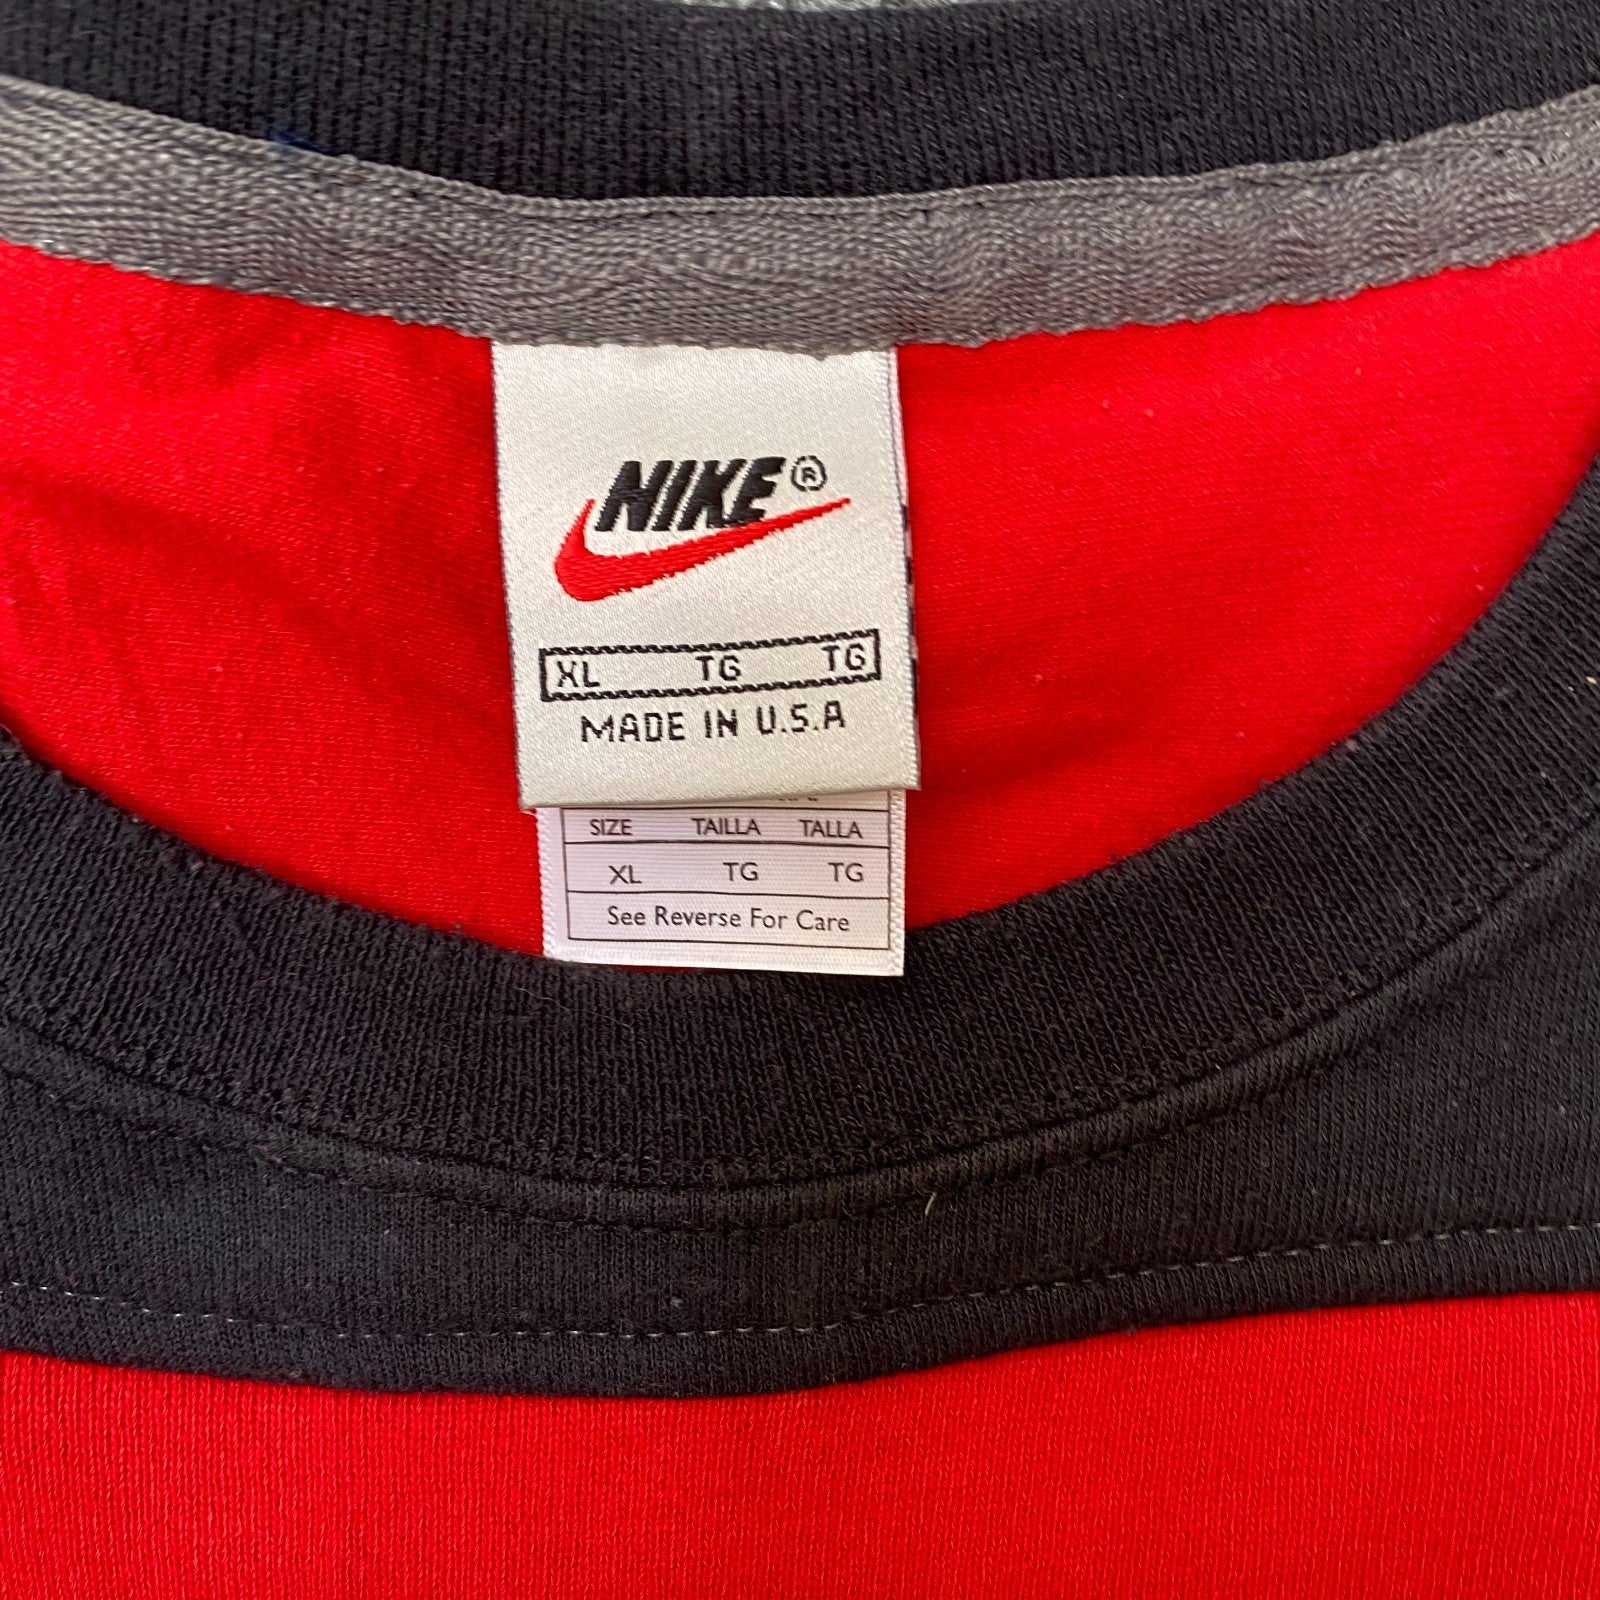 NIKE®
XL TG TG
MADE IN U.S.A
SIZE TAILLA TALLA
XL TG TG
See Reverse For Care